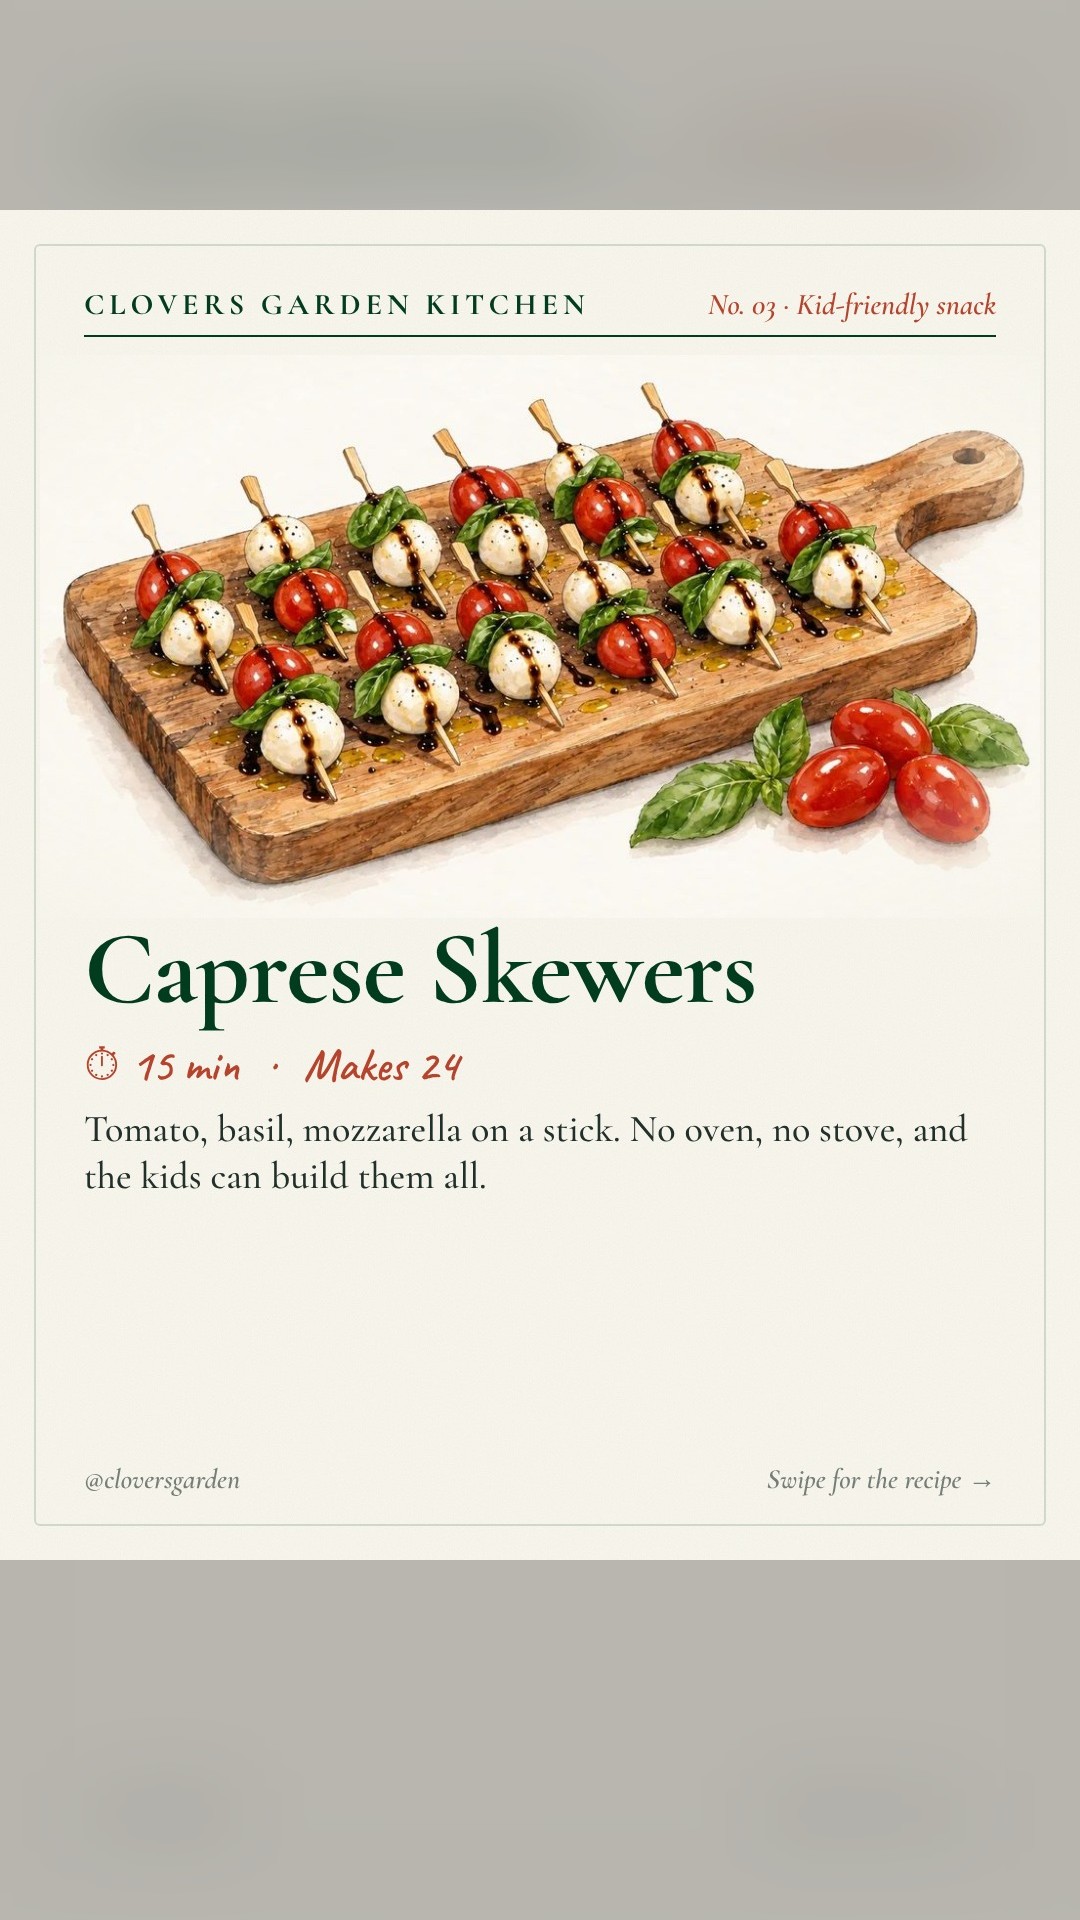 CLOVERS GARDEN KITCHEN
No. 03 · Kid-friendly snack
Caprese Skewers
⏱ 15 min · Makes 24
Tomato, basil, mozzarella on a stick. No oven, no stove, and
the kids can build them all.
@cloversgarden
Swipe for the recipe →